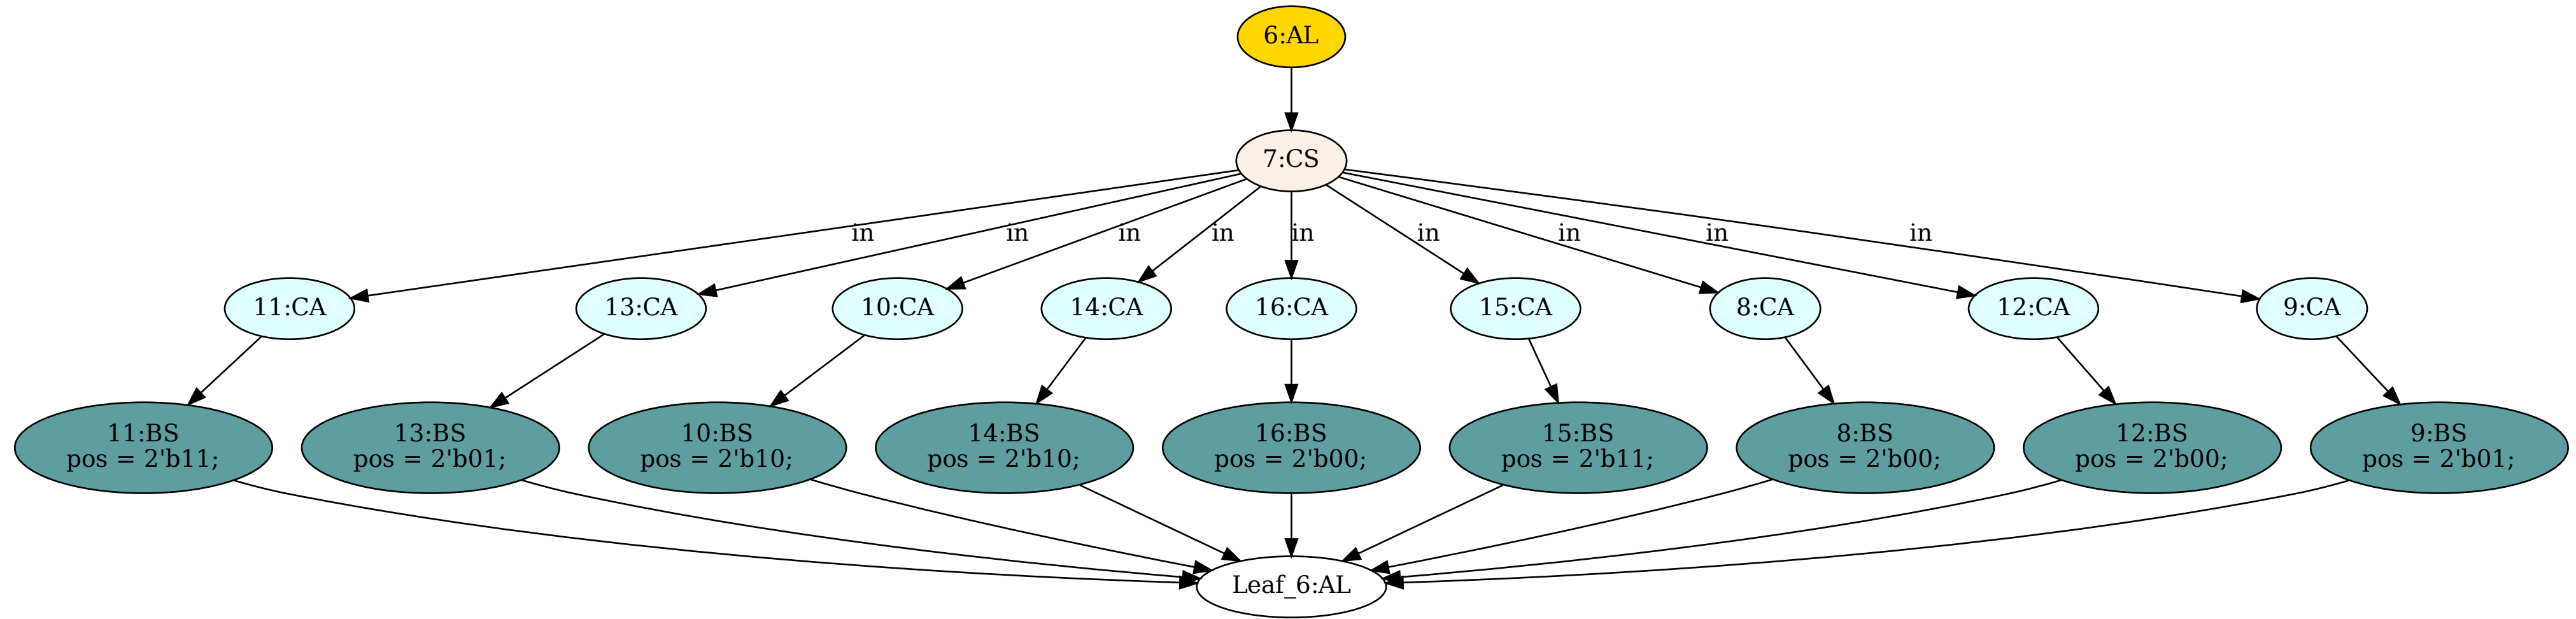 6:AL
7:CS
in in in in in in in in in
11:CA 13:CA 10:CA 14:CA 16:CA 15:CA 8:CA 12:CA 9:CA
11:BS 13:BS 10:BS 14:BS 16:BS 15:BS 8:BS 12:BS 9:BS
pos = 2'b11; pos = 2'b01; pos = 2'b10; pos = 2'b10; pos = 2'b00; pos = 2'b11; pos = 2'b00; pos = 2'b00; pos = 2'b01;
Leaf_6:AL